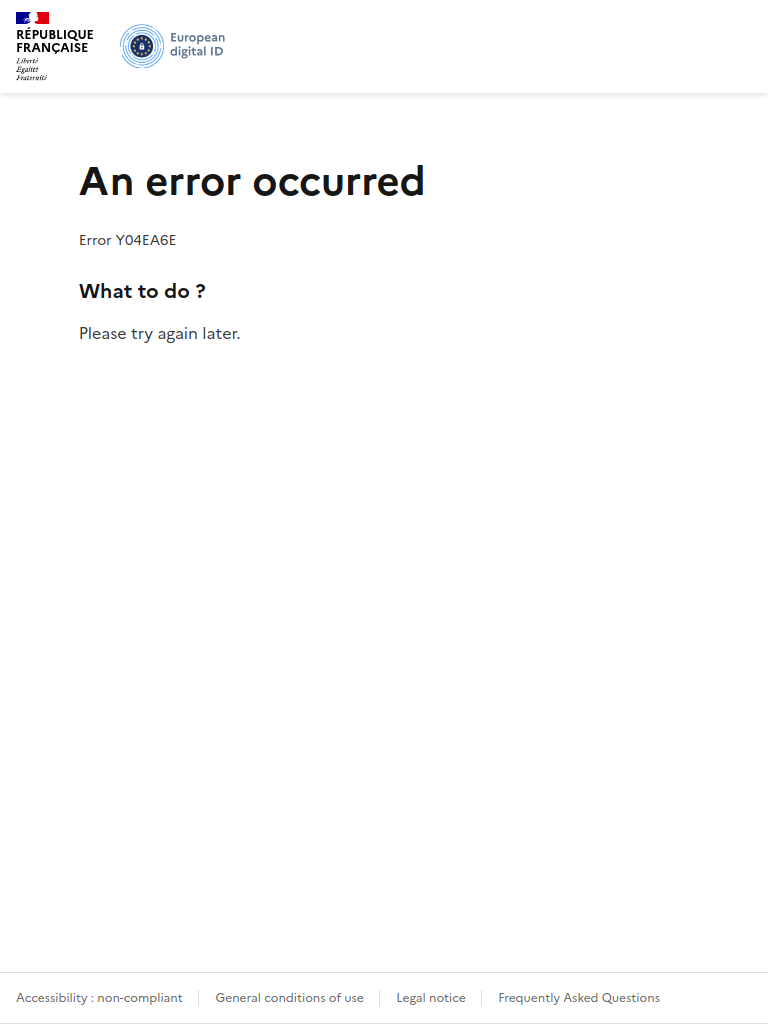 RÉPUBLIQUE
FRANÇAISE
Liberté
Égalité
Fraternité
European
digital ID
An error occurred
Error Y04EA6E
What to do ?
Please try again later.
Accessibility : non-compliant
General conditions of use
Legal notice
Frequently Asked Questions